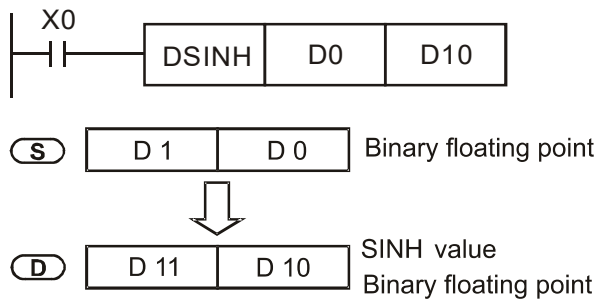 X0
DSINH D0 D10
S D 1 D 0 Binary floating point
D D 11 D 10 SINH value
Binary floating point